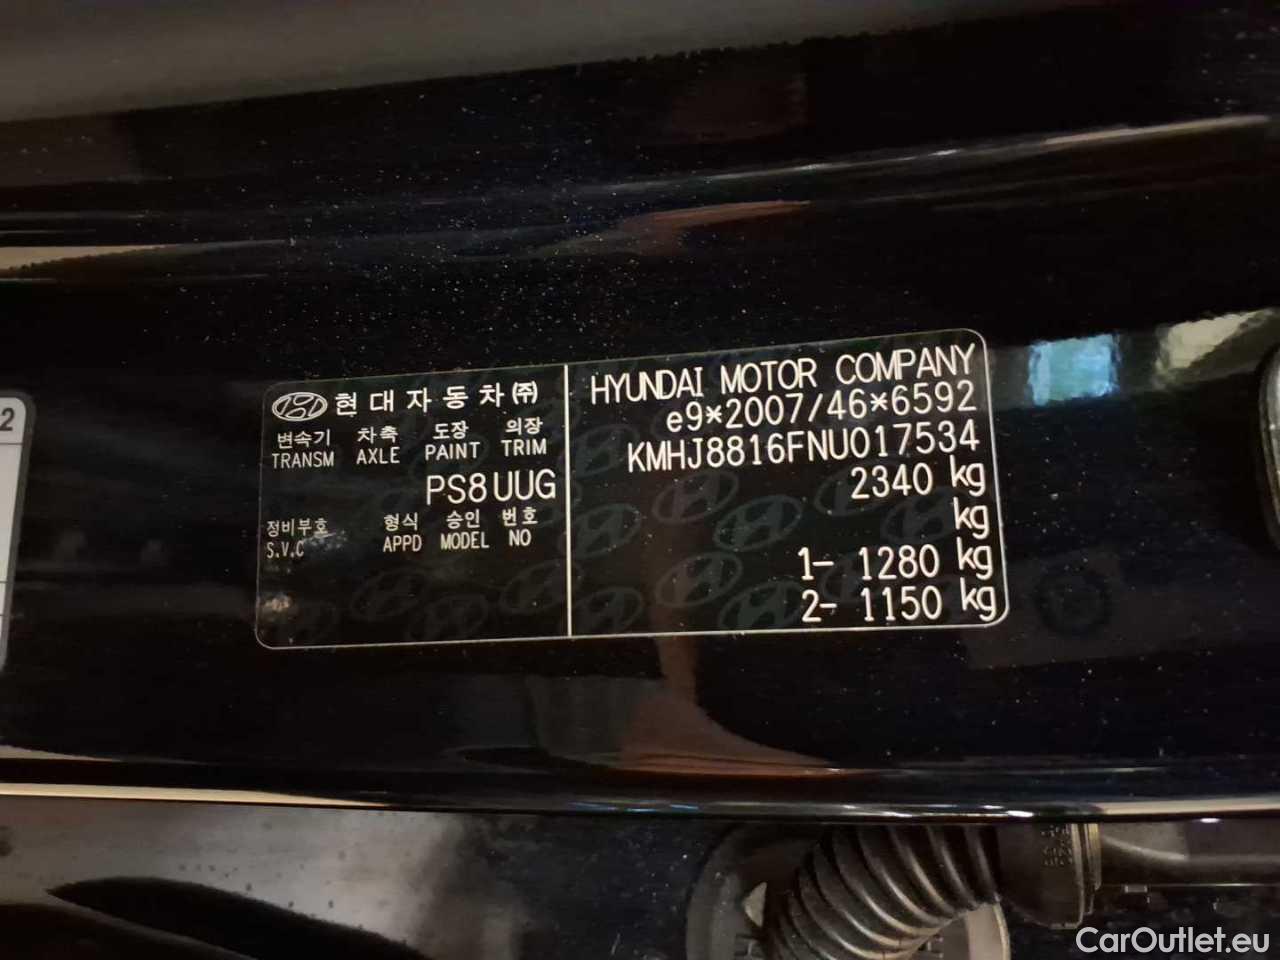 2
현대자동차㈜
변속기 차축 도장 의장
TRANSM AXLE PAINT TRIM
PS8 UUG
정비부호 형식 승인 번호
S.V.C APPD MODEL NO
HYUNDAI MOTOR COMPANY
e9*2007/46*6592
KMHJ8816FNU017534
2340 kg
kg
1- 1280 kg
2- 1150 kg
CarOutlet.eu